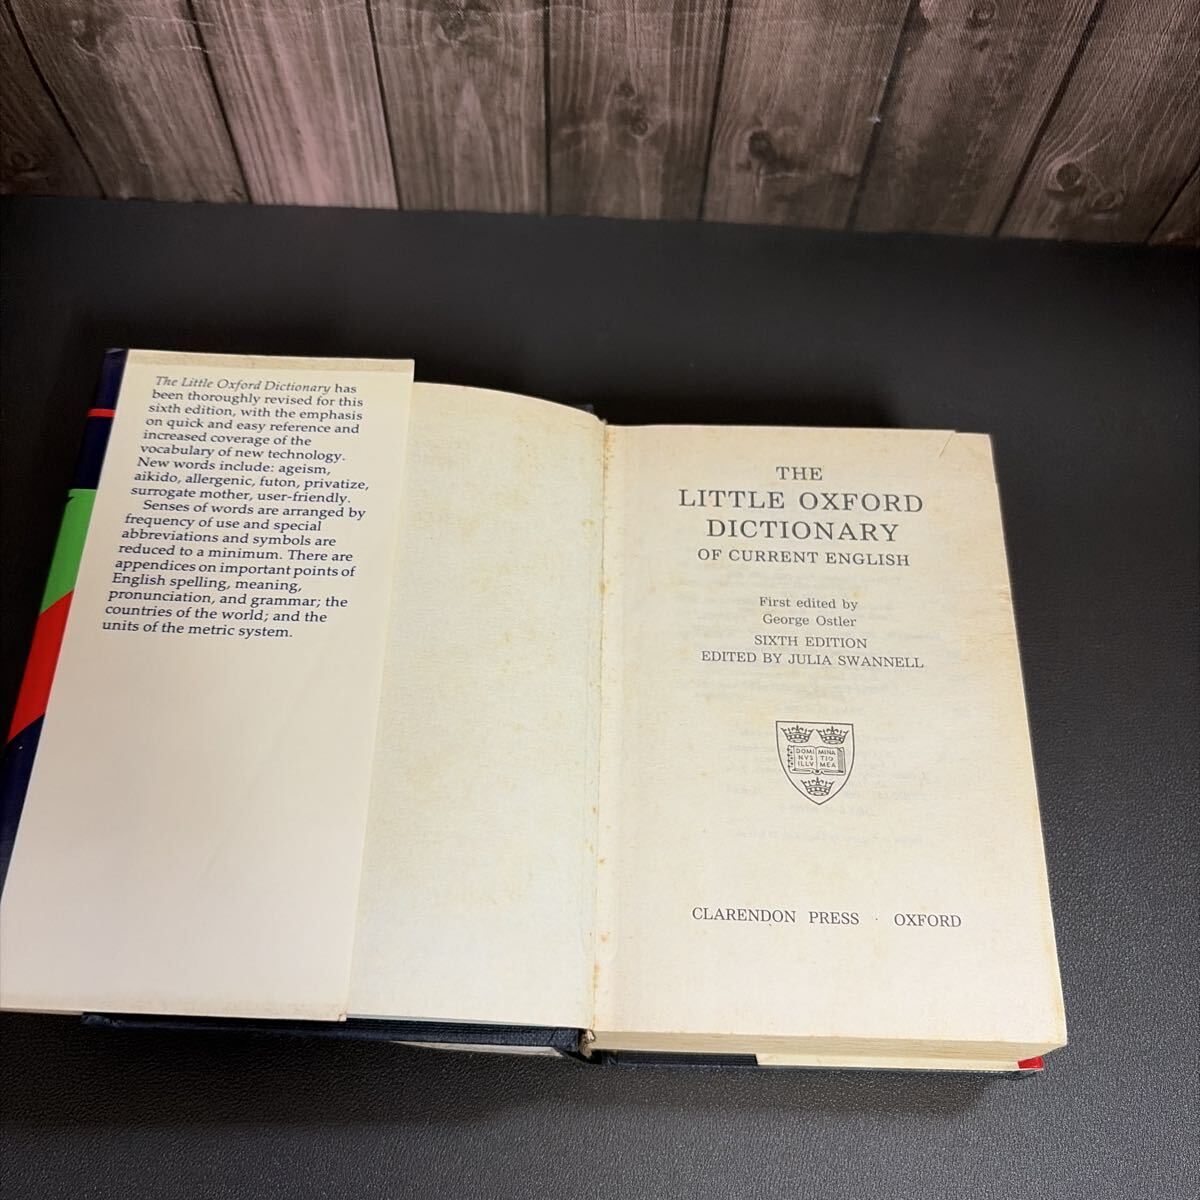 The Little Oxford Dictionary has
been thoroughly revised for this
sixth edition, with the emphasis
on quick and easy reference and
increased coverage of the
vocabulary of new technology.
New words include: ageism,
aikido, allergenic, futon, privatize,
surrogate mother, user-friendly.
Senses of words are arranged by
frequency of use and special
abbreviations and symbols are
reduced to a minimum. There are
appendices on important points of
English spelling, meaning,
pronunciation, and grammar; the
countries of the world; and the
units of the metric system.
THE
LITTLE OXFORD
DICTIONARY
OF CURRENT ENGLISH
First edited by
George Ostler
SIXTH EDITION
EDITED BY JULIA SWANNELL
DOMI MINA
NVS TIO
ILLV MEA
CLARENDON PRESS · OXFORD